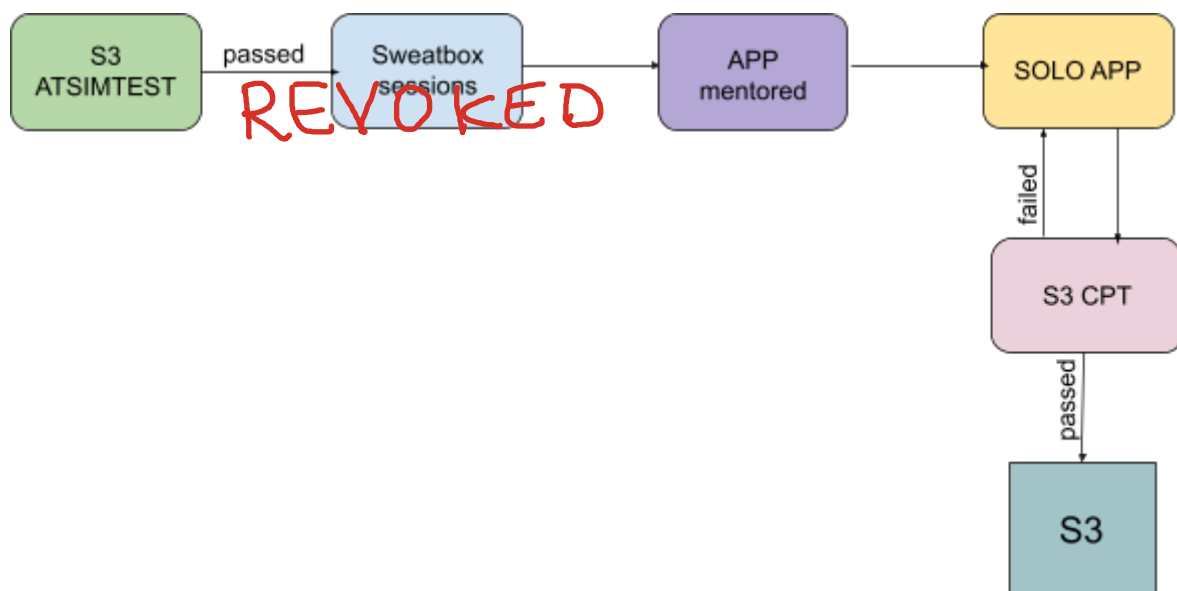 S3
ATSIMTEST
passed
Sweatbox
sessions
REVOKED
APP
mentored
SOLO APP
failed
S3 CPT
passed
S3